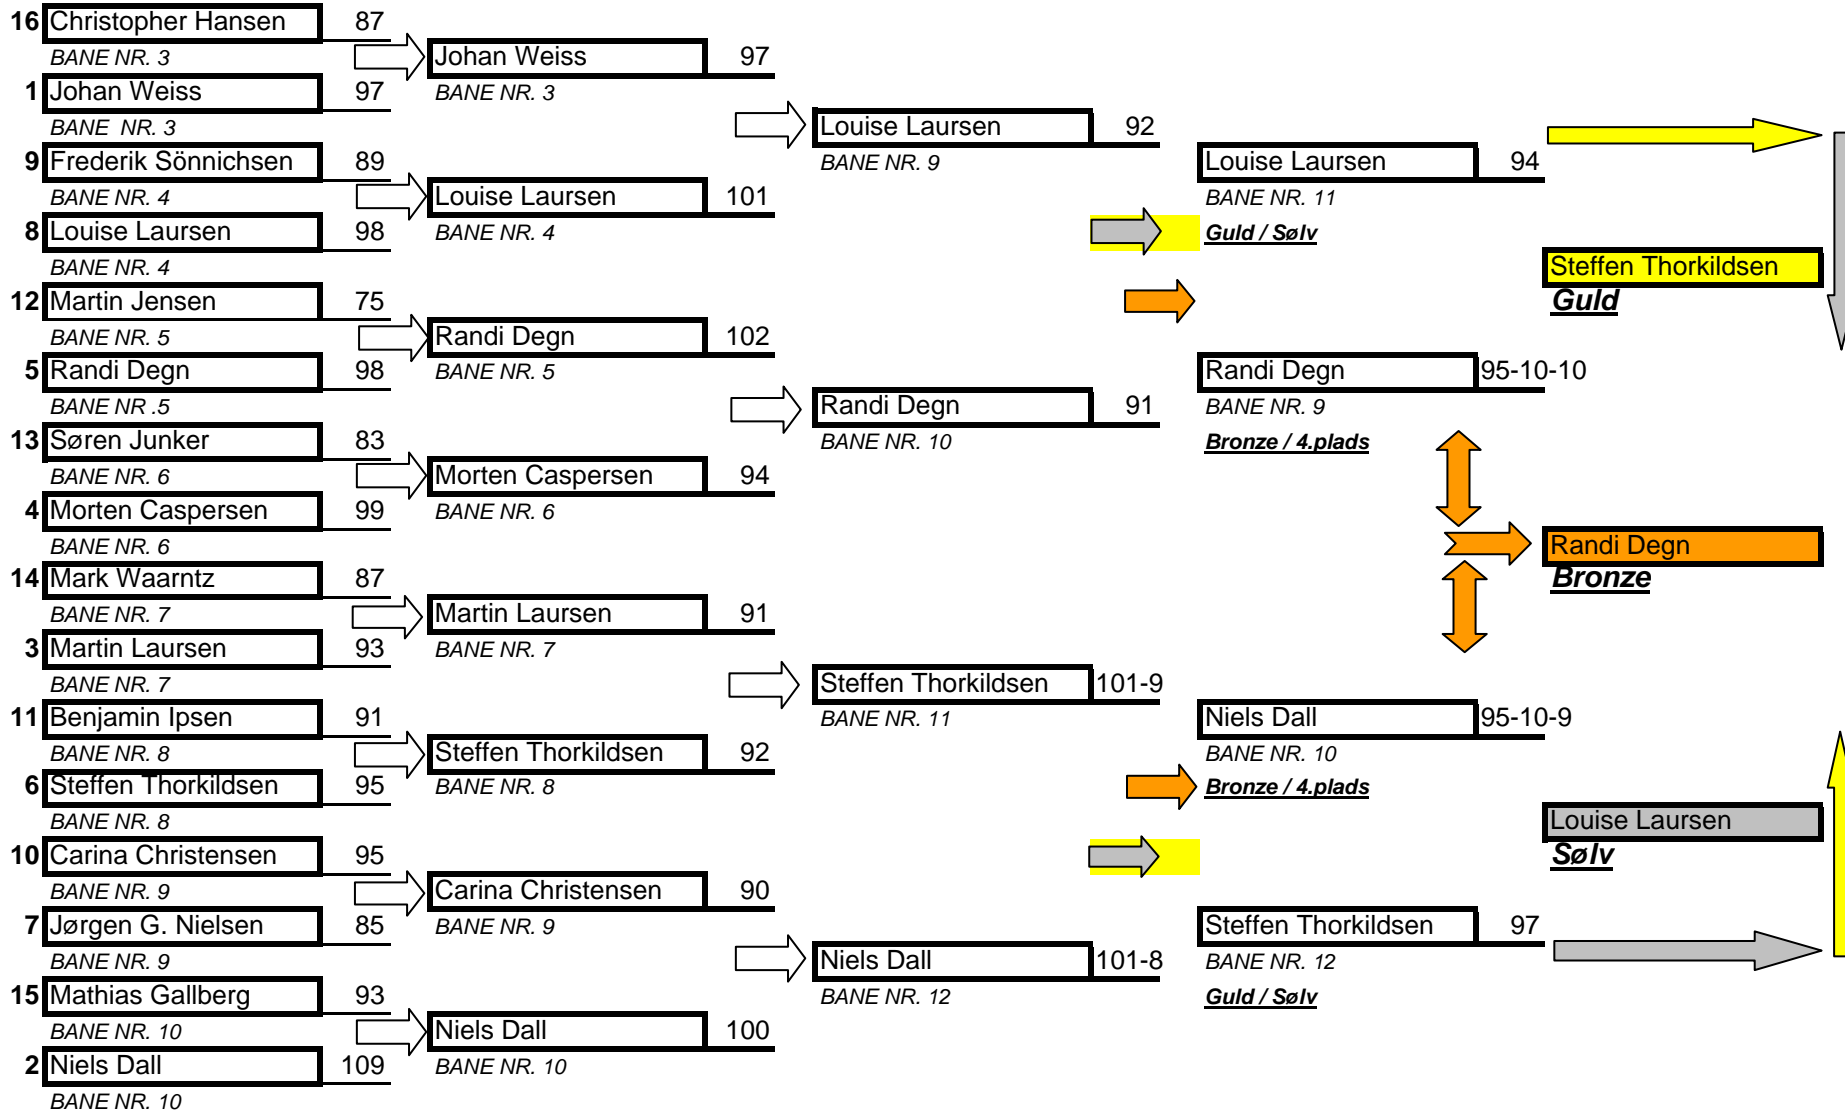 16 Christopher Hansen 87
BANE NR. 3
1 Johan Weiss 97
BANE NR. 3
9 Frederik Sönnichsen 89
BANE NR. 4
8 Louise Laursen 98
BANE NR. 4
12 Martin Jensen 75
BANE NR. 5
5 Randi Degn 98
BANE NR .5
13 Søren Junker 83
BANE NR. 6
4 Morten Caspersen 99
BANE NR. 6
14 Mark Waarntz 87
BANE NR. 7
3 Martin Laursen 93
BANE NR. 7
11 Benjamin Ipsen 91
BANE NR. 8
6 Steffen Thorkildsen 95
BANE NR. 8
10 Carina Christensen 95
BANE NR. 9
7 Jørgen G. Nielsen 85
BANE NR. 9
15 Mathias Gallberg 93
BANE NR. 10
2 Niels Dall 109
BANE NR. 10
Johan Weiss 97
BANE NR. 3
Louise Laursen 101
BANE NR. 4
Randi Degn 102
BANE NR. 5
Morten Caspersen 94
BANE NR. 6
Martin Laursen 91
BANE NR. 7
Steffen Thorkildsen 92
BANE NR. 8
Carina Christensen 90
BANE NR. 9
Niels Dall 100
BANE NR. 10
Louise Laursen 92
BANE NR. 9
Randi Degn 91
BANE NR. 10
Steffen Thorkildsen 101-9
BANE NR. 11
Niels Dall 101-8
BANE NR. 12
Louise Laursen 94
BANE NR. 11
Guld / Sølv
Randi Degn 95-10-10
BANE NR. 9
Bronze / 4.plads
Niels Dall 95-10-9
BANE NR. 10
Bronze / 4.plads
Steffen Thorkildsen 97
BANE NR. 12
Guld / Sølv
Steffen Thorkildsen
Guld
Randi Degn
Bronze
Louise Laursen
Sølv